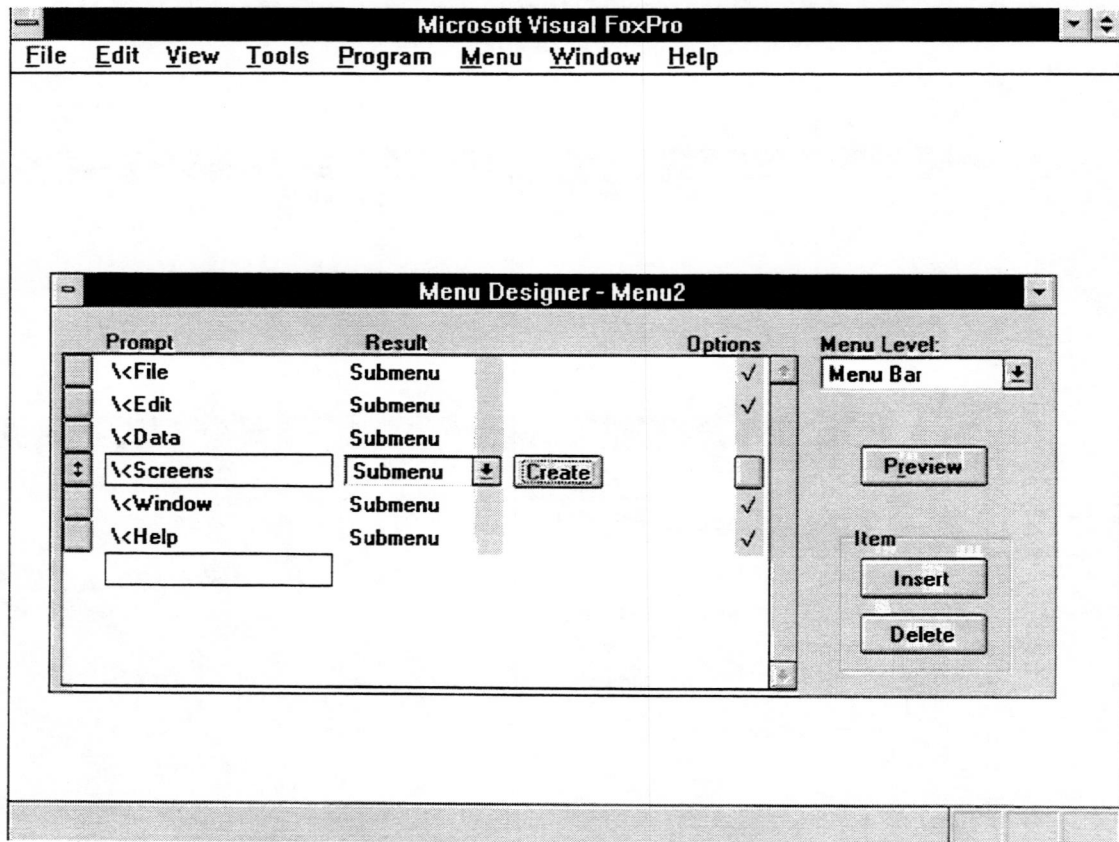 Microsoft Visual FoxPro
File Edit View Tools Program Menu Window Help
Menu Designer - Menu2
Prompt Result Options Menu Level:
\<File Submenu √ Menu Bar
\<Edit Submenu √
\<Data Submenu
\<Screens Submenu Create Preview
\<Window Submenu √
\<Help Submenu √ Item
Insert
Delete